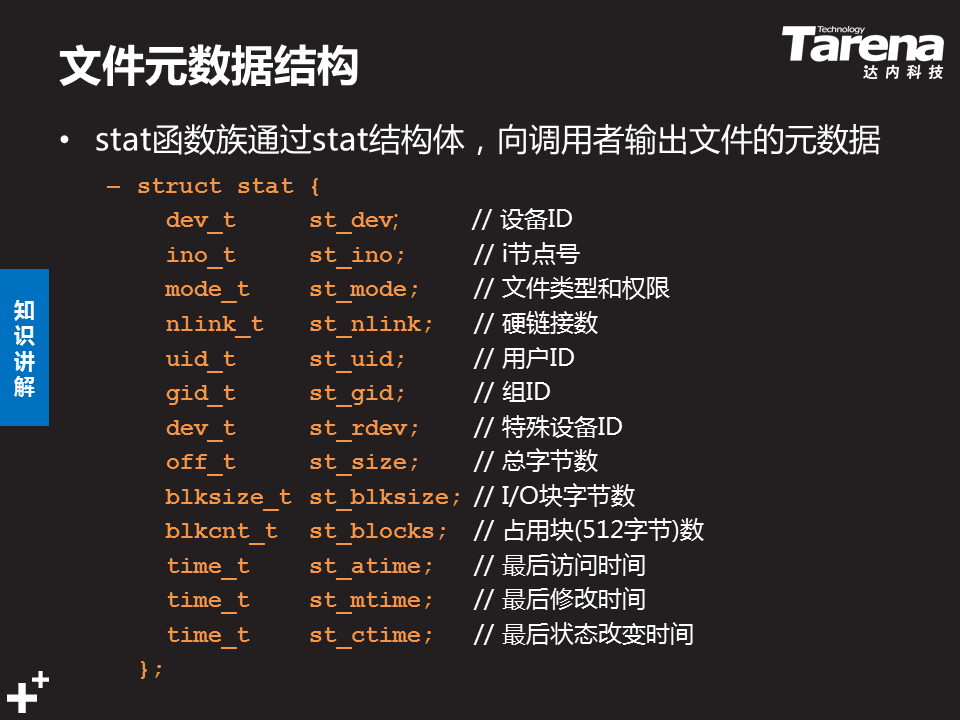 文件元数据结构
Technology
Tarena
达内科技
• stat函数族通过stat结构体，向调用者输出文件的元数据
– struct stat {
dev_t st_dev; // 设备ID
ino_t st_ino; // i节点号
mode_t st_mode; // 文件类型和权限
nlink_t st_nlink; // 硬链接数
uid_t st_uid; // 用户ID
gid_t st_gid; // 组ID
dev_t st_rdev; // 特殊设备ID
off_t st_size; // 总字节数
blksize_t st_blksize; // I/O块字节数
blkcnt_t st_blocks; // 占用块(512字节)数
time_t st_atime; // 最后访问时间
time_t st_mtime; // 最后修改时间
time_t st_ctime; // 最后状态改变时间
};
知识讲解